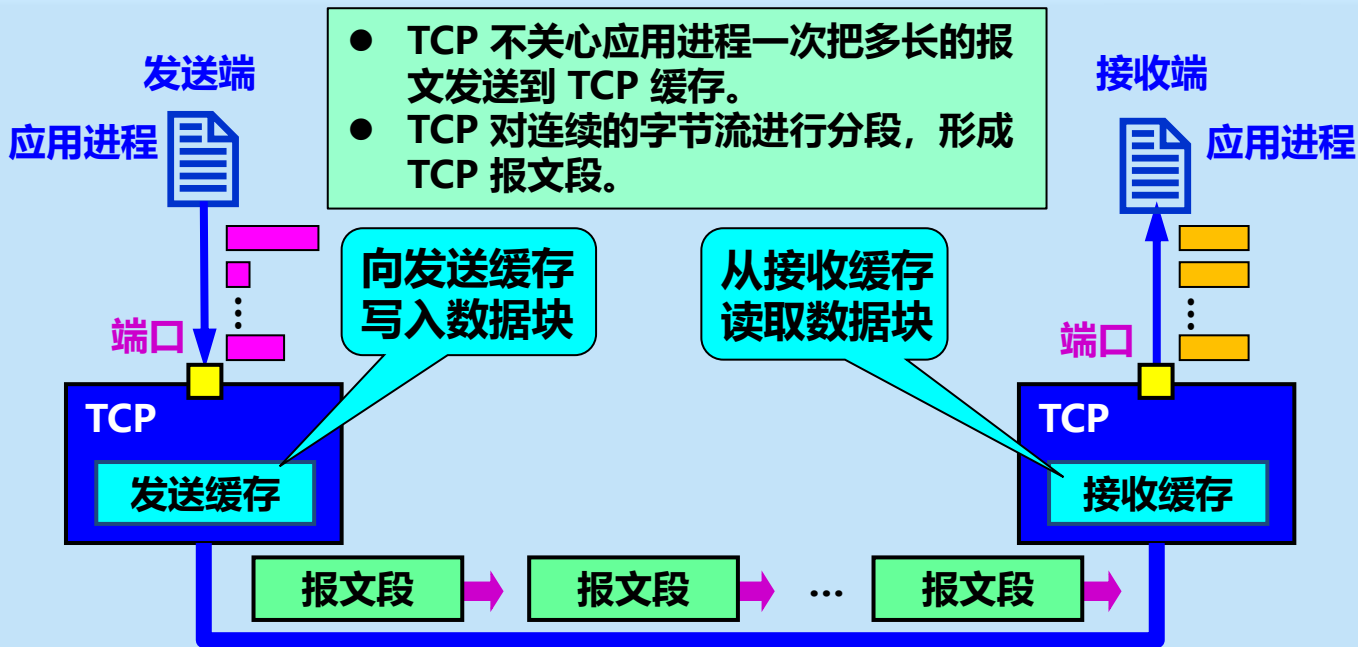 ● TCP 不关心应用进程一次把多长的报
文发送到 TCP 缓存。
● TCP 对连续的字节流进行分段，形成
TCP 报文段。
发送端
接收端
应用进程
应用进程
向发送缓存
写入数据块
从接收缓存
读取数据块
⋮
⋮
端口
端口
TCP
TCP
发送缓存
接收缓存
报文段
报文段
…
报文段